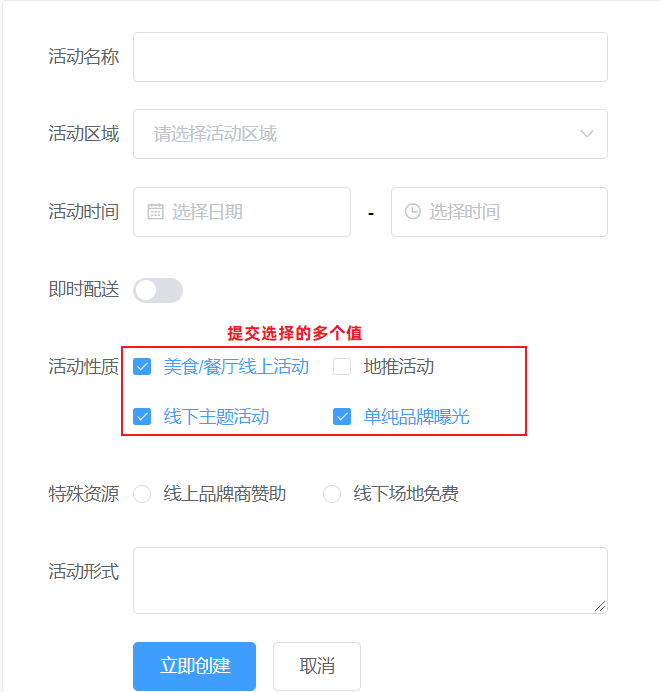 活动名称
活动区域 请选择活动区域
活动时间 选择日期 - 选择时间
即时配送
提交选择的多个值
活动性质 美食/餐厅线上活动 地推活动
线下主题活动 单纯品牌曝光
特殊资源 线上品牌商赞助 线下场地免费
活动形式
立即创建 取消